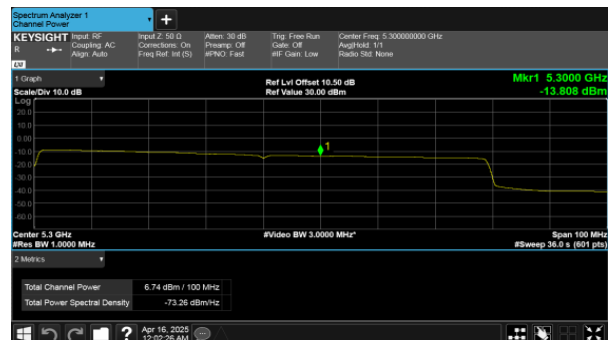 Spectrum Analyzer 1
Channel Power
KEYSIGHT
R
LXI
Input: RF
Coupling: AC
Align: Auto
Input Z: 50 Ω
Corrections: On
Freq Ref: Int (S)
Atten: 30 dB
Preamp: Off
#PNO: Fast
Trig: Free Run
Gate: Off
#IF Gain: Low
Center Freq: 5.300000000 GHz
Avg|Hold: 1/1
Radio Std: None
1 Graph
Scale/Div 10.0 dB
Ref Lvl Offset 10.50 dB
Ref Value 30.00 dBm
Mkr1 5.3000 GHz
-13.808 dBm
Log
20.0
10.0
0.00
-10.0
-20.0
-30.0
-40.0
-50.0
-60.0
1
Center 5.3 GHz
#Res BW 1.0000 MHz
#Video BW 3.0000 MHz*
Span 100 MHz
#Sweep 36.0 s (601 pts)
2 Metrics
Total Channel Power 6.74 dBm / 100 MHz
Total Power Spectral Density -73.26 dBm/Hz
?
Apr 16, 2025
12:02:26 AM